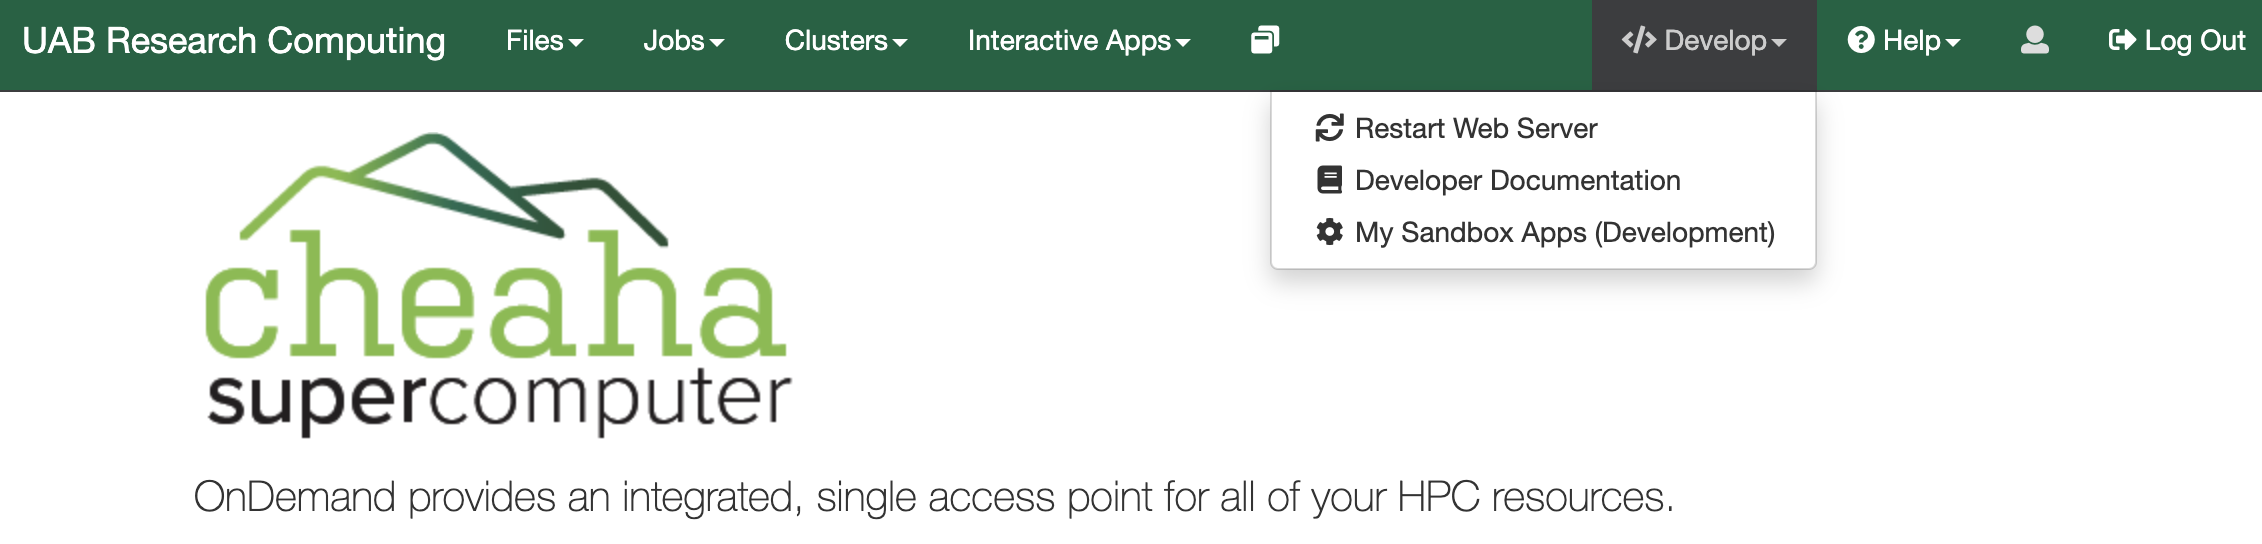 UAB Research Computing Files Jobs Clusters Interactive Apps </> Develop Help Log Out
Restart Web Server
Developer Documentation
My Sandbox Apps (Development)
cheaha
supercomputer
OnDemand provides an integrated, single access point for all of your HPC resources.